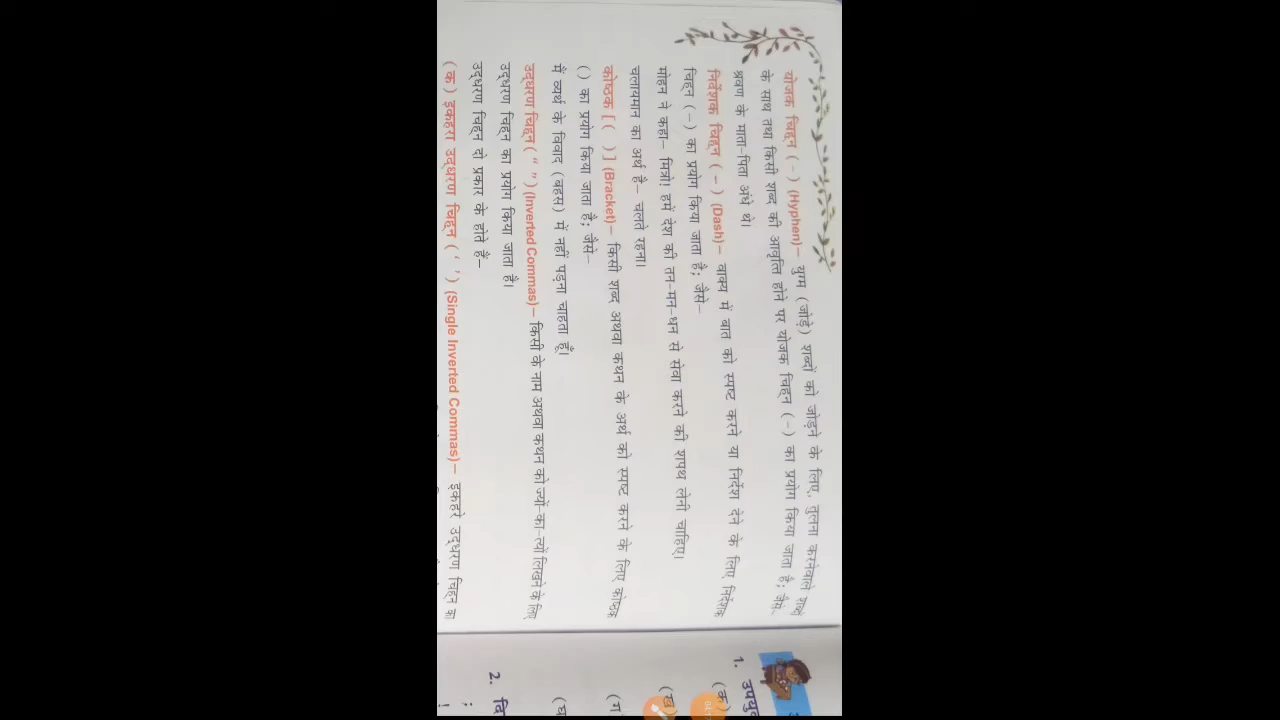 योजक चिह्न ( - ) (Hyphen)– युग्म (जोड़े) शब्दों को जोड़ने के लिए, तुलना करनेवाले शब्दों
के साथ तथा किसी शब्द की आवृत्ति होने पर योजक चिह्न ( - ) का प्रयोग किया जाता है; जैसे-
श्रवण के माता-पिता अंधे थे।
निर्देशक चिह्न ( – ) (Dash)– वाक्य में बात को स्पष्ट करने या निर्देश देने के लिए निर्देशक
चिह्न ( – ) का प्रयोग किया जाता है; जैसे–
मोहन ने कहा– मित्रो! हमें देश की तन-मन-धन से सेवा करने की शपथ लेनी चाहिए।
चलायमान का अर्थ है– चलते रहना।
कोष्ठक [ ( ) ] (Bracket)– किसी शब्द अथवा कथन के अर्थ को स्पष्ट करने के लिए कोष्ठक
() का प्रयोग किया जाता है; जैसे–
मैं व्यर्थ के विवाद (बहस) में नहीं पड़ना चाहता हूँ।
उद्धरण चिह्न ( “ ” ) (Inverted Commas)– किसी के नाम अथवा कथन को ज्यों-का-त्यों लिखने के लिए
उद्धरण चिह्न का प्रयोग किया जाता है।
उद्धरण चिह्न दो प्रकार के होते हैं–
(क) इकहरा उद्धरण चिह्न ( ‘ ’ ) (Single Inverted Commas)– इकहरे उद्धरण चिह्न का
1.
(क)
(ख)
(ग)
(घ
2. वि